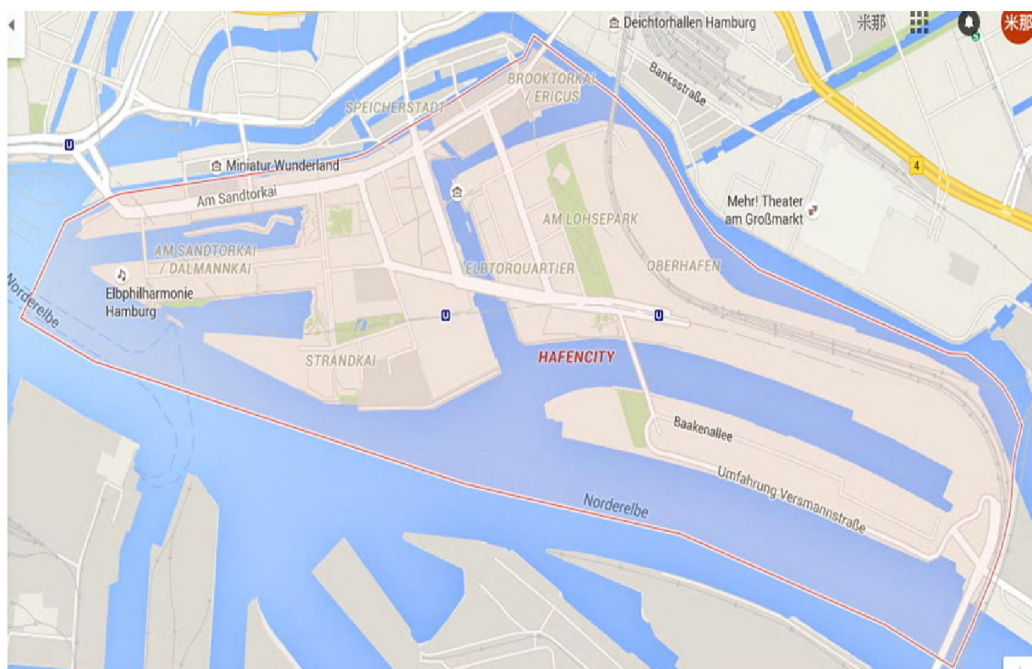 Deichtorhallen Hamburg
米那
米那
Banksstraße
BROOKTORKAI
/ ERICUS
SPEICHERSTADT
U
Miniatur Wunderland
4
Am Sandtorkai
Mehr! Theater
am Großmarkt
AM LOHSEPARK
AM SANDTORKAI
/ DALMANNKAI
ELBTORQUARTIER
OBERHAFEN
Elbphilharmonie
Hamburg
Norderelbe
U
U
STRANDKAI
HAFENCITY
Baakenallee
Umfahrung Versmannstraße
Norderelbe